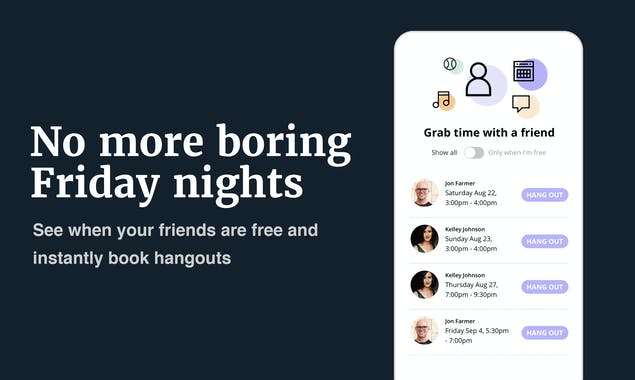 No more boring
Friday nights
See when your friends are free and
instantly book hangouts
Grab time with a friend
Show all
Only when I'm free
Jon Farmer
Saturday Aug 22,
3:00pm - 4:00pm
HANG OUT
Kelley Johnson
Sunday Aug 23,
3:00pm - 4:00pm
HANG OUT
Kelley Johnson
Thursday Aug 27,
7:00pm - 9:30pm
HANG OUT
Jon Farmer
Friday Sep 4, 5:30pm
- 7:00pm
HANG OUT